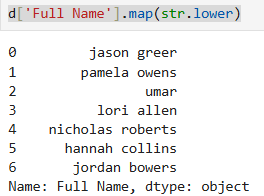 d['Full Name'].map(str.lower)
0 jason greer
1 pamela owens
2 umar
3 lori allen
4 nicholas roberts
5 hannah collins
6 jordan bowers
Name: Full Name, dtype: object